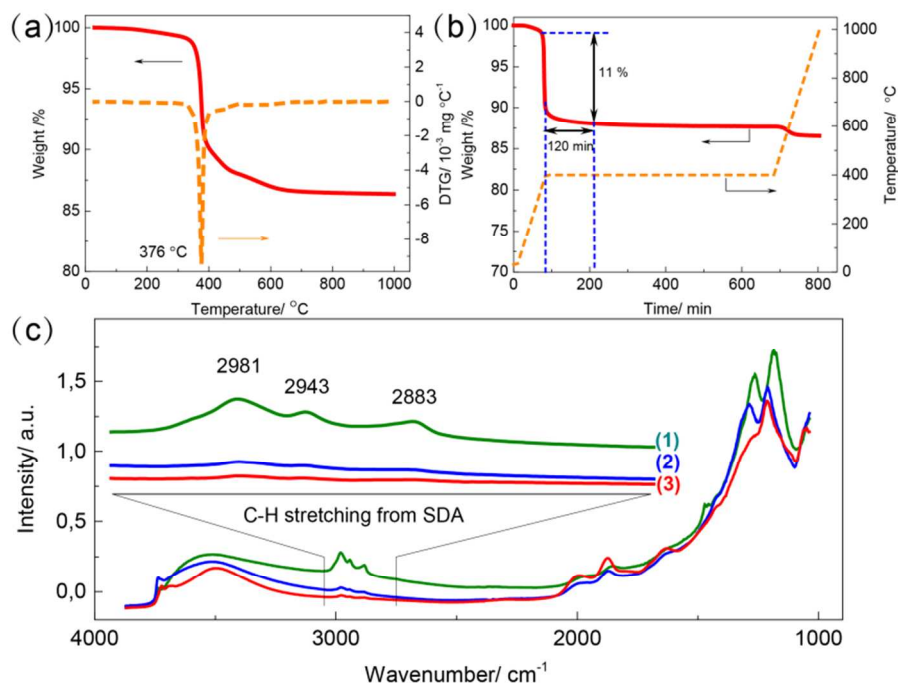 (a)
100
95
90
85
80
Weight /%
4
2
0
-2
-4
-6
-8
DTG/ 10⁻³ mg °C⁻¹
376 °C
0 200 400 600 800 1000
Temperature/ °C
(b)
100
95
90
85
80
75
70
Weight /%
11 %
120 min
1000
800
600
400
200
0
Temperature/ °C
0 200 400 600 800
Time/ min
(c)
2981
2943
2883
(1)
(2)
(3)
C-H stretching from SDA
1,5
1,0
0,5
0,0
Intensity/ a.u.
4000 3000 2000 1000
Wavenumber/ cm⁻¹